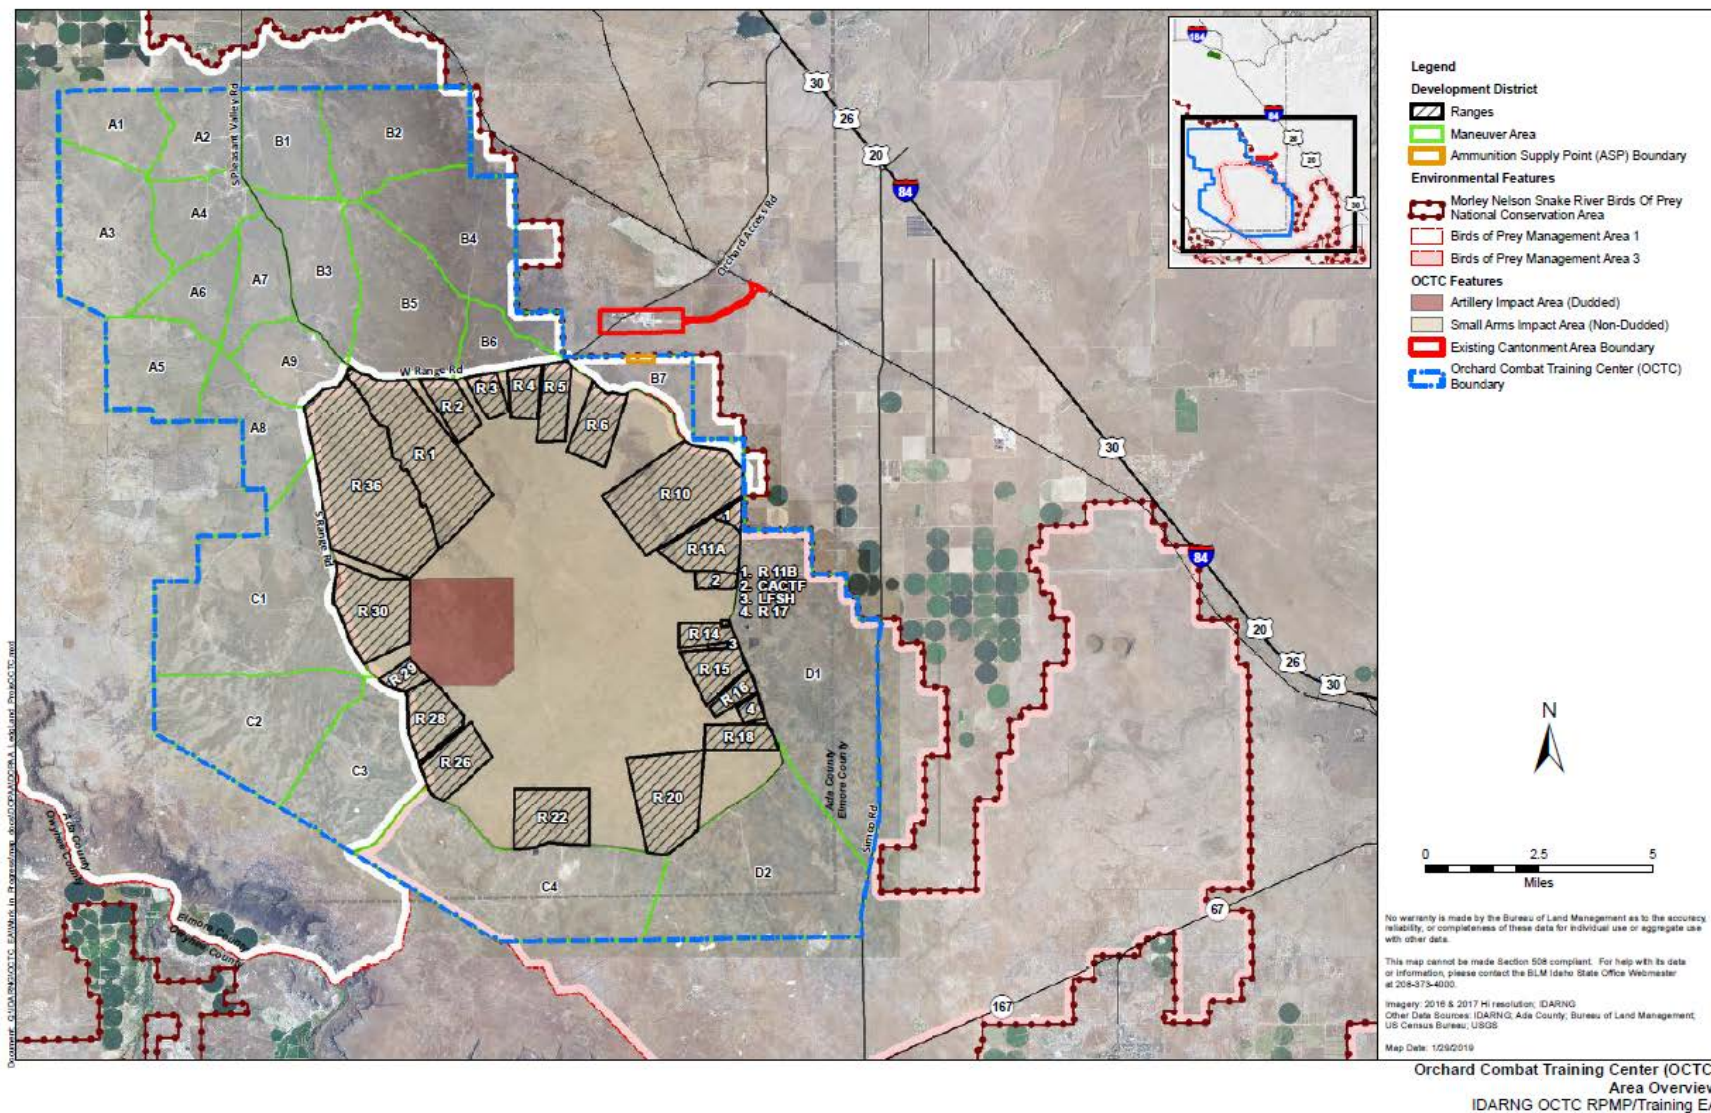 Legend
Development District
Ranges
Maneuver Area
Ammunition Supply Point (ASP) Boundary
Environmental Features
Morley Nelson Snake River Birds Of Prey
National Conservation Area
Birds of Prey Management Area 1
Birds of Prey Management Area 3
OCTC Features
Artillery Impact Area (Dudded)
Small Arms Impact Area (Non-Dudded)
Existing Cantonment Area Boundary
Orchard Combat Training Center (OCTC)
Boundary
A1
A2
B1
B2
S Pleasant Valley Rd
A3
A4
B4
A6
A7
B3
B5
A5
A9
B6
B7
A8
W Range Rd
S Range Rd
Orchard Access Rd
Simco Rd
R 36
R 1
R 2
R 3
R 4
R 5
R 6
R 10
1
R 11A
2
1. R 11B
2. CACTF
3. LFSH
4. R 17
R 14
3
R 15
R 16
4
R 18
R 20
R 22
R 26
R 28
R 29
R 30
C1
C2
C3
C4
D1
D2
Ada County
Elmore County
Ada County
Owyhee County
Elmore County
Owyhee County
30
26
20
84
30
84
20
26
30
67
167
184
84
26
20
30
N
0 2.5 5
Miles
No warranty is made by the Bureau of Land Management as to the accuracy,
reliability, or completeness of these data for individual use or aggregate use
with other data.
This map cannot be made Section 508 compliant. For help with its data
or information, please contact the BLM Idaho State Office Webmaster
at 208-373-4000.
Imagery: 2016 & 2017 Hi resolution; IDARNG
Other Data Sources: IDARNG; Ada County; Bureau of Land Management;
US Census Bureau; USGS
Map Date: 1/29/2019
Orchard Combat Training Center (OCTC
Area Overview
IDARNG OCTC RPMP/Training EA